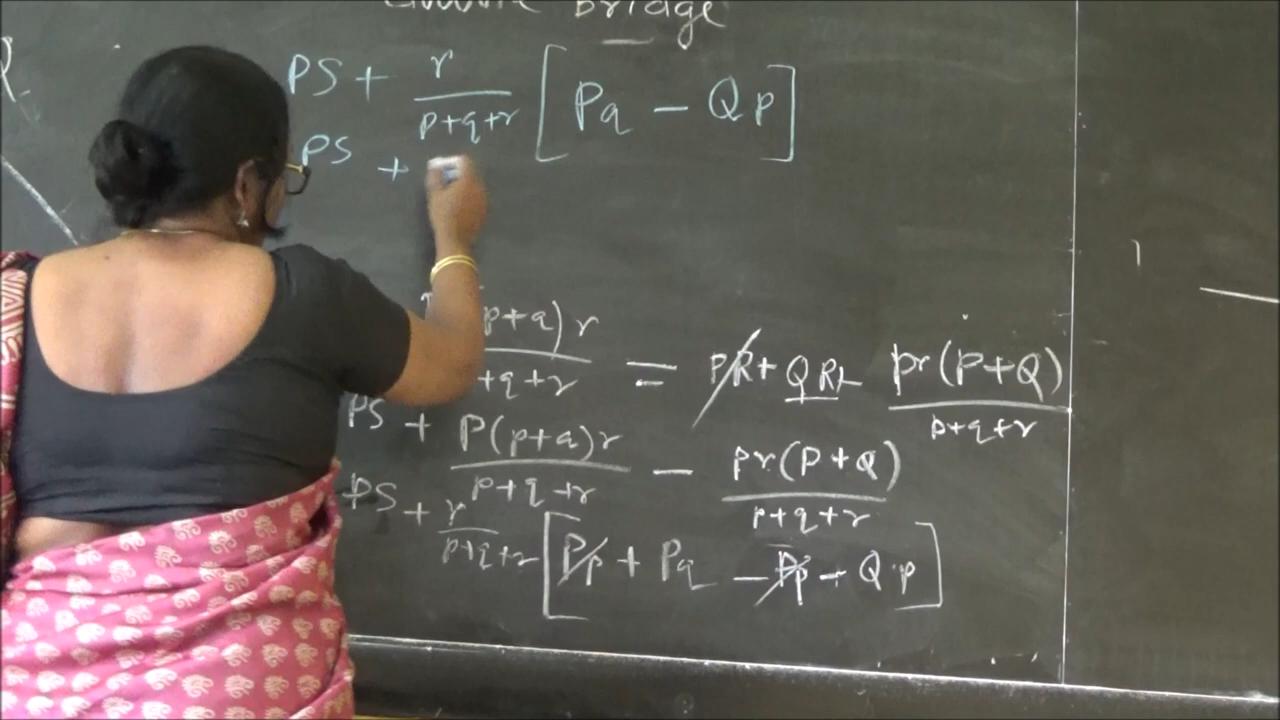 Bridge
PS + r/(p+q+r) [Pq - Qp]
PS +
p+q)r / +q+r = PR + QR - pr(P+Q)/(p+q+r)
PS + P(p+q)r/(p+q+r) - pr(P+Q)/(p+q+r)
PS + r/(p+q+r) [Pp + Pq - Pp + Qp]